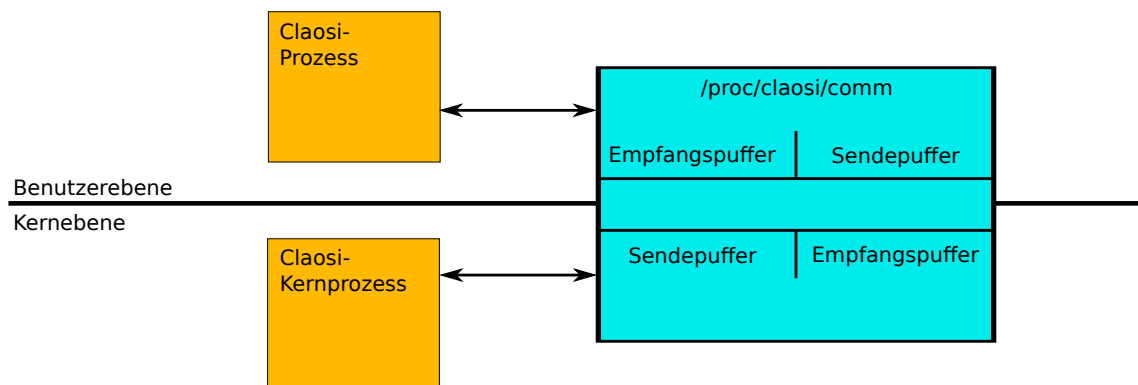 Claosi-
Prozess
/proc/claosi/comm
Empfangspuffer
Sendepuffer
Benutzerebene
Kernebene
Claosi-
Kernprozess
Sendepuffer
Empfangspuffer